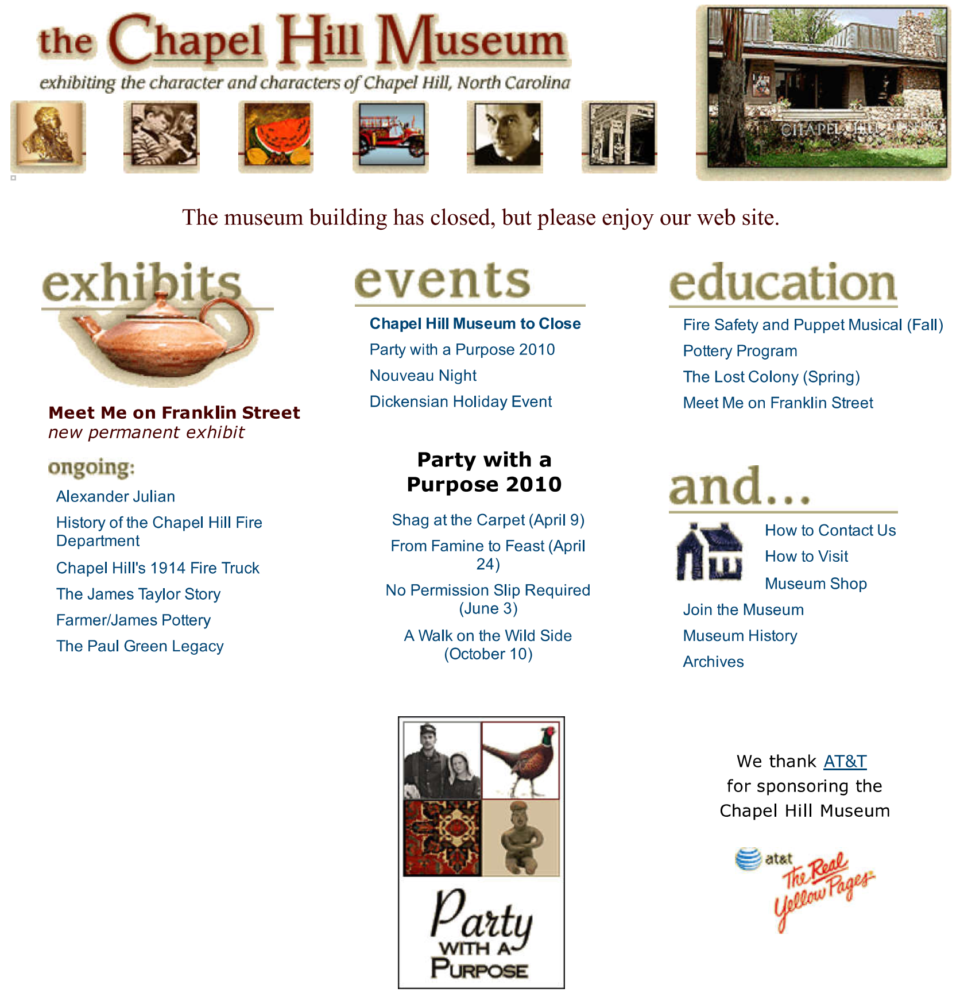 the Chapel Hill Museum
exhibiting the character and characters of Chapel Hill, North Carolina
CHAPEL HILL MUSEUM
The museum building has closed, but please enjoy our web site.
exhibits
Meet Me on Franklin Street
new permanent exhibit
ongoing:
Alexander Julian
History of the Chapel Hill Fire
Department
Chapel Hill's 1914 Fire Truck
The James Taylor Story
Farmer/James Pottery
The Paul Green Legacy
events
Chapel Hill Museum to Close
Party with a Purpose 2010
Nouveau Night
Dickensian Holiday Event
Party with a
Purpose 2010
Shag at the Carpet (April 9)
From Famine to Feast (April
24)
No Permission Slip Required
(June 3)
A Walk on the Wild Side
(October 10)
Party
WITH A
PURPOSE
education
Fire Safety and Puppet Musical (Fall)
Pottery Program
The Lost Colony (Spring)
Meet Me on Franklin Street
and...
How to Contact Us
How to Visit
Museum Shop
Join the Museum
Museum History
Archives
We thank AT&T
for sponsoring the
Chapel Hill Museum
at&t
The Real
Yellow Pages